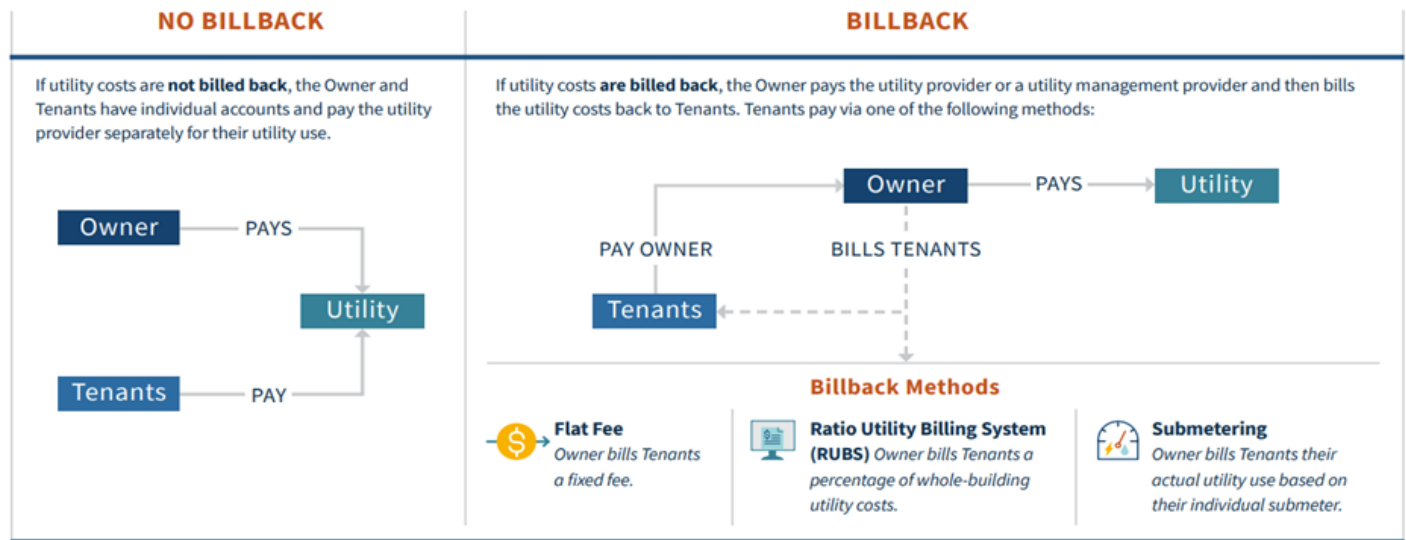 NO BILLBACK
If utility costs are not billed back, the Owner and
Tenants have individual accounts and pay the utility
provider separately for their utility use.
Owner
PAYS
Utility
Tenants
PAY
BILLBACK
If utility costs are billed back, the Owner pays the utility provider or a utility management provider and then bills
the utility costs back to Tenants. Tenants pay via one of the following methods:
Owner
PAYS
Utility
PAY OWNER
BILLS TENANTS
Tenants
Billback Methods
Flat Fee
Owner bills Tenants
a fixed fee.
Ratio Utility Billing System
(RUBS) Owner bills Tenants a
percentage of whole-building
utility costs.
Submetering
Owner bills Tenants their
actual utility use based on
their individual submeter.